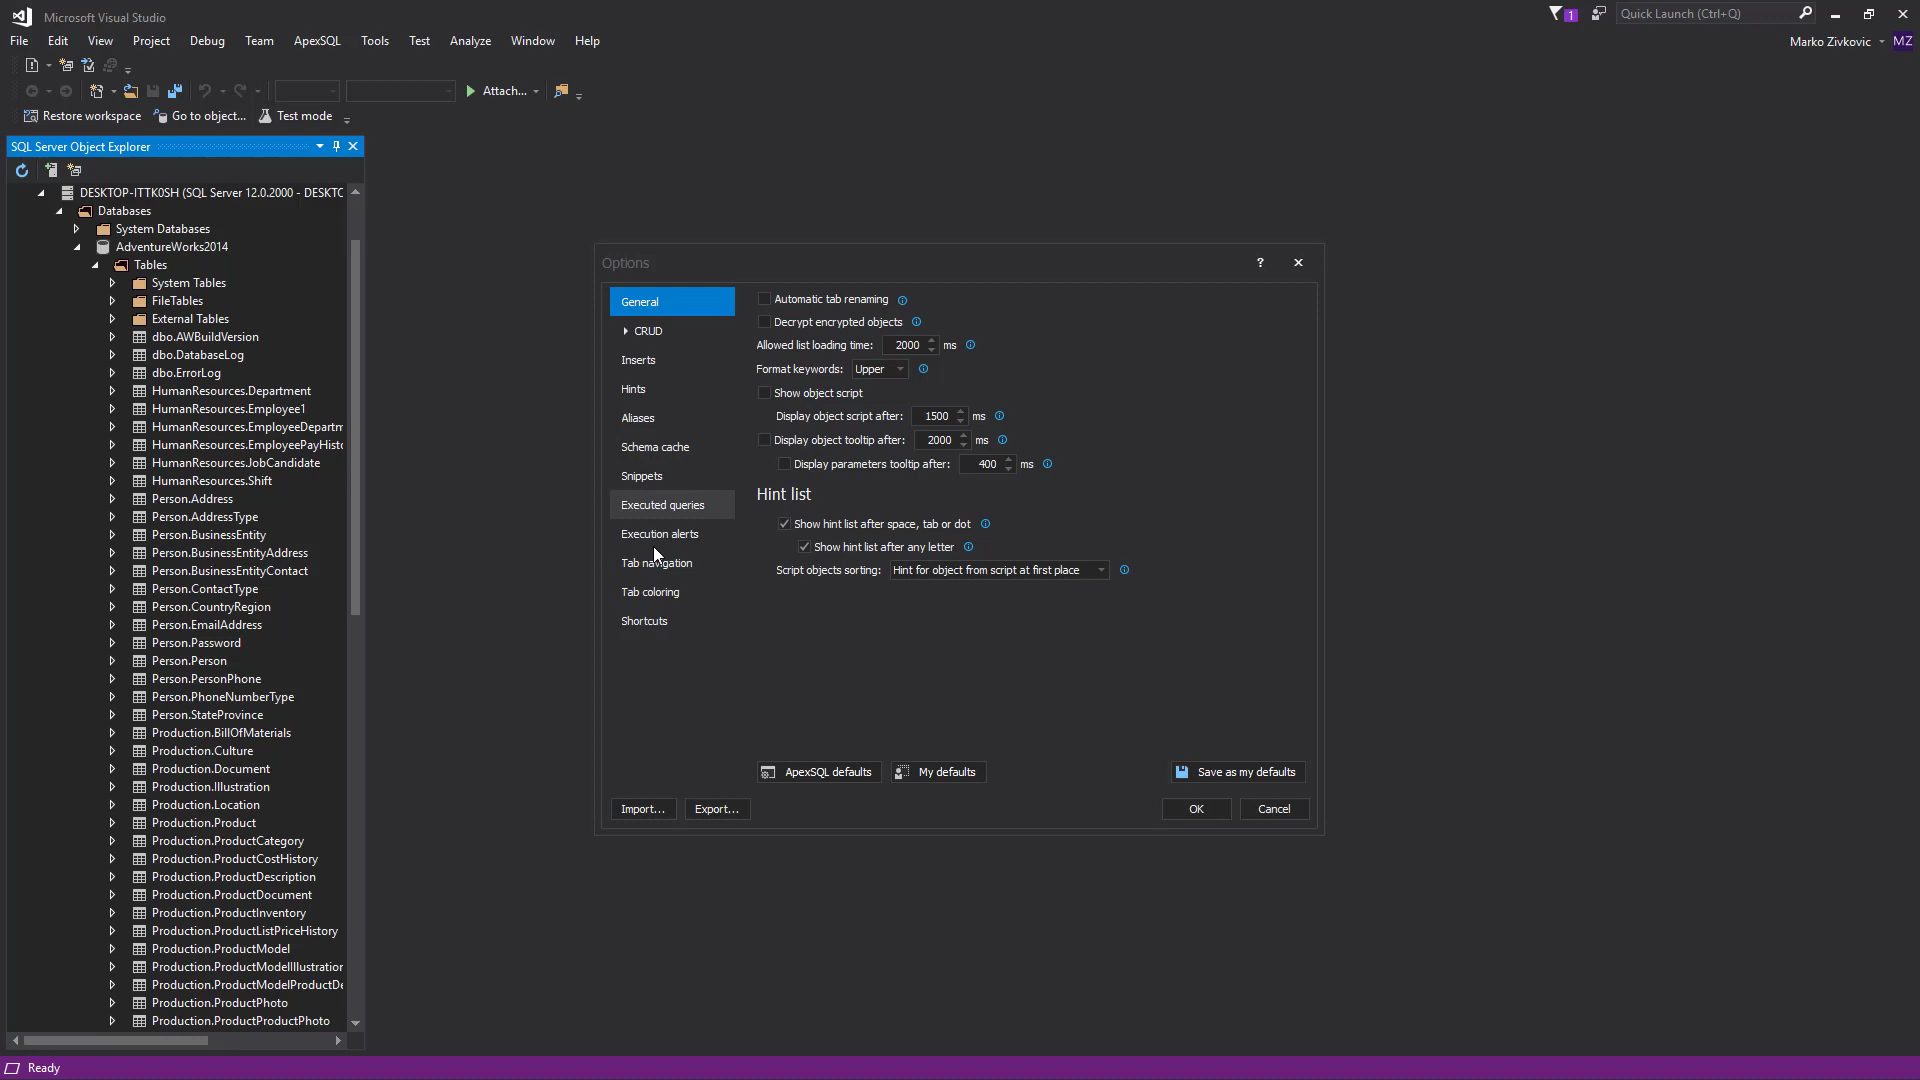 Microsoft Visual Studio
1
Quick Launch (Ctrl+Q)
File Edit View Project Debug Team ApexSQL Tools Test Analyze Window Help
Marko Zivkovic MZ
Attach...
Restore workspace Go to object... Test mode
SQL Server Object Explorer
DESKTOP-ITTK0SH (SQL Server 12.0.2000 - DESKTO
Databases
System Databases
AdventureWorks2014
Tables
System Tables
FileTables
External Tables
dbo.AWBuildVersion
dbo.DatabaseLog
dbo.ErrorLog
HumanResources.Department
HumanResources.Employee1
HumanResources.EmployeeDepartm
HumanResources.EmployeePayHisto
HumanResources.JobCandidate
HumanResources.Shift
Person.Address
Person.AddressType
Person.BusinessEntity
Person.BusinessEntityAddress
Person.BusinessEntityContact
Person.ContactType
Person.CountryRegion
Person.EmailAddress
Person.Password
Person.Person
Person.PersonPhone
Person.PhoneNumberType
Person.StateProvince
Production.BillOfMaterials
Production.Culture
Production.Document
Production.Illustration
Production.Location
Production.Product
Production.ProductCategory
Production.ProductCostHistory
Production.ProductDescription
Production.ProductDocument
Production.ProductInventory
Production.ProductListPriceHistory
Production.ProductModel
Production.ProductModelIllustration
Production.ProductModelProductDe
Production.ProductPhoto
Production.ProductProductPhoto
Options ?
General
CRUD
Inserts
Hints
Aliases
Schema cache
Snippets
Executed queries
Execution alerts
Tab navigation
Tab coloring
Shortcuts
Automatic tab renaming
Decrypt encrypted objects
Allowed list loading time: 2000 ms
Format keywords: Upper
Show object script
Display object script after: 1500 ms
Display object tooltip after: 2000 ms
Display parameters tooltip after: 400 ms
Hint list
Show hint list after space, tab or dot
Show hint list after any letter
Script objects sorting: Hint for object from script at first place
ApexSQL defaults My defaults Save as my defaults
Import... Export... OK Cancel
Ready